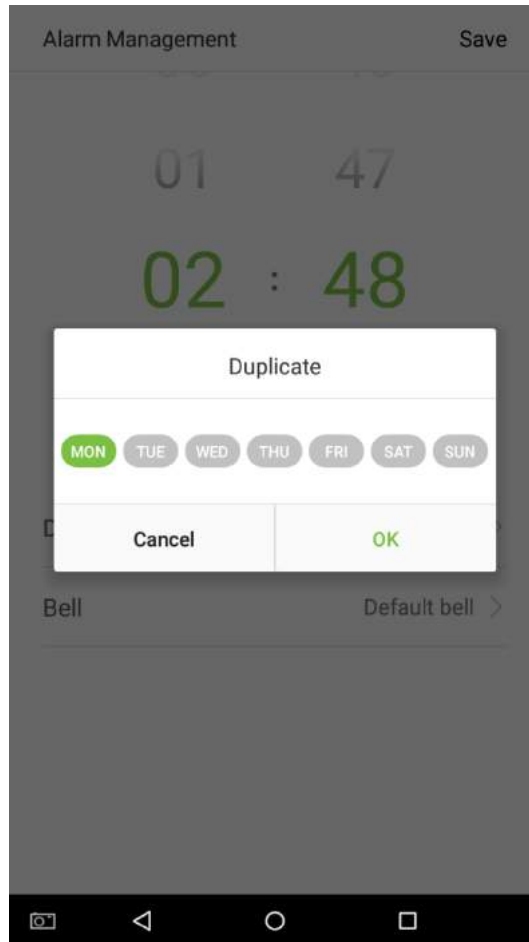 Alarm Management Save
01 47
02 : 48
Duplicate
MON TUE WED THU FRI SAT SUN
Cancel OK
Bell Default bell >